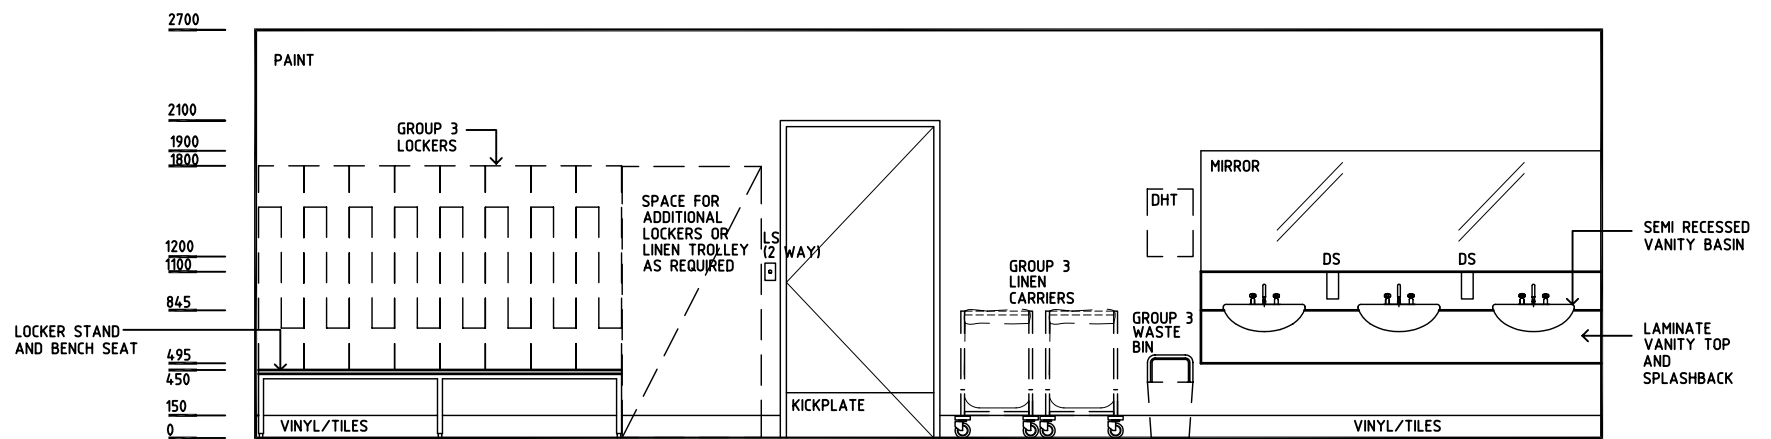 2700
PAINT
2100
GROUP 3
LOCKERS
1900
1800
MIRROR
SPACE FOR
ADDITIONAL
LOCKERS OR
LINEN TROLLEY
AS REQUIRED
DHT
SEMI RECESSED
VANITY BASIN
LS
(2 WAY)
1200
1100
DS
DS
GROUP 3
LINEN
CARRIERS
845
GROUP 3
WASTE
BIN
LOCKER STAND
AND BENCH SEAT
LAMINATE
VANITY TOP
AND
SPLASHBACK
495
450
KICKPLATE
150
0
VINYL/TILES
VINYL/TILES